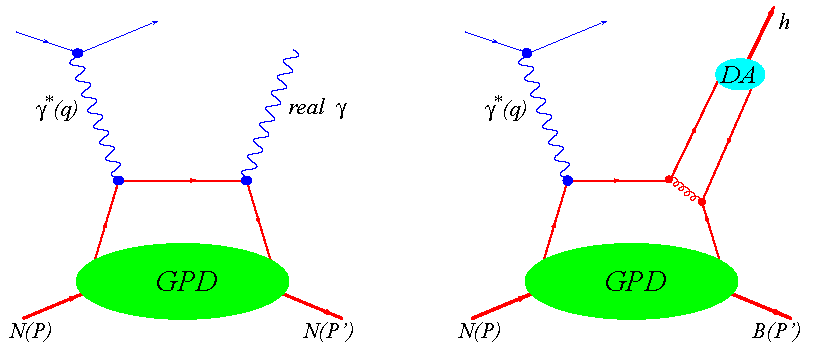 h
DA
γ*(q)
real γ
γ*(q)
GPD
GPD
N(P)
N(P')
N(P)
B(P')